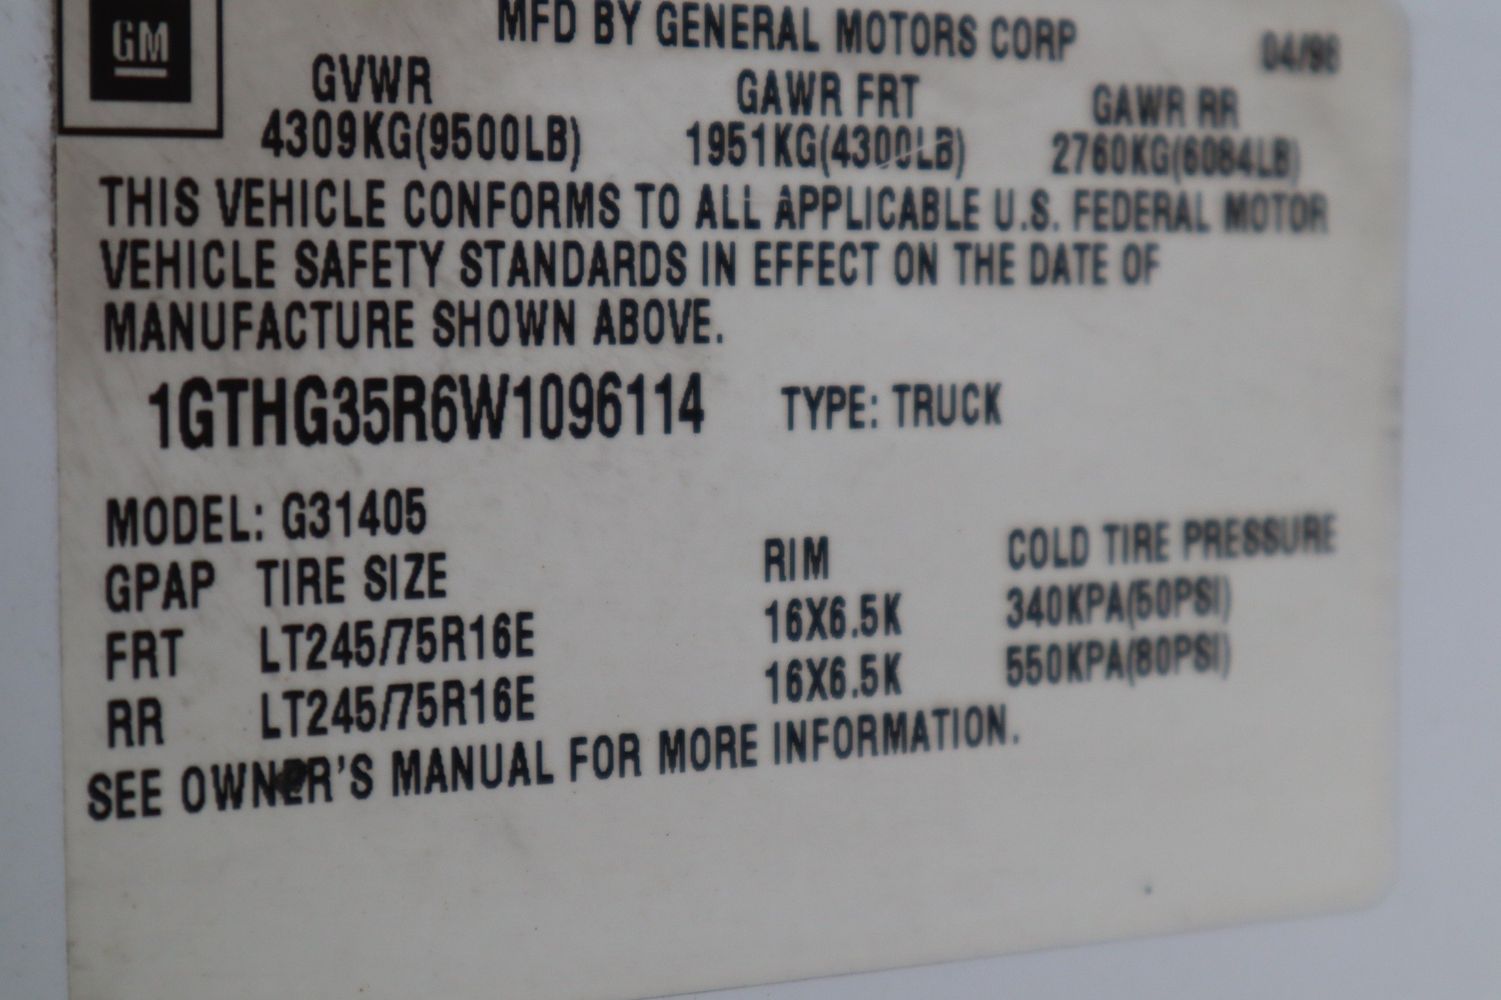 GM
MFD BY GENERAL MOTORS CORP 04/98
GVWR GAWR FRT GAWR RR
4309KG(9500LB) 1951KG(4300LB) 2760KG(6084LB)
THIS VEHICLE CONFORMS TO ALL APPLICABLE U.S. FEDERAL MOTOR
VEHICLE SAFETY STANDARDS IN EFFECT ON THE DATE OF
MANUFACTURE SHOWN ABOVE.
1GTHG35R6W1096114 TYPE: TRUCK
MODEL: G31405
GPAP TIRE SIZE RIM COLD TIRE PRESSURE
FRT LT245/75R16E 16X6.5K 340KPA(50PSI)
RR LT245/75R16E 16X6.5K 550KPA(80PSI)
SEE OWNER'S MANUAL FOR MORE INFORMATION.